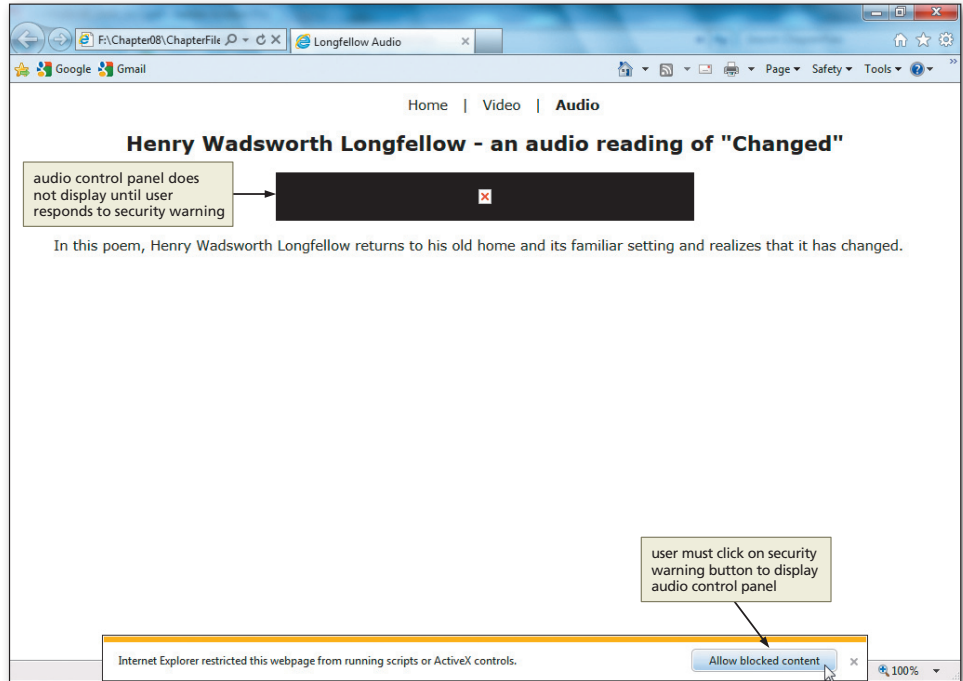 F:\Chapter08\ChapterFile
Longfellow Audio
Google Gmail
Page Safety Tools »
Home | Video | Audio
Henry Wadsworth Longfellow - an audio reading of "Changed"
audio control panel does
not display until user
responds to security warning
In this poem, Henry Wadsworth Longfellow returns to his old home and its familiar setting and realizes that it has changed.
user must click on security
warning button to display
audio control panel
Internet Explorer restricted this webpage from running scripts or ActiveX controls.
Allow blocked content
100%